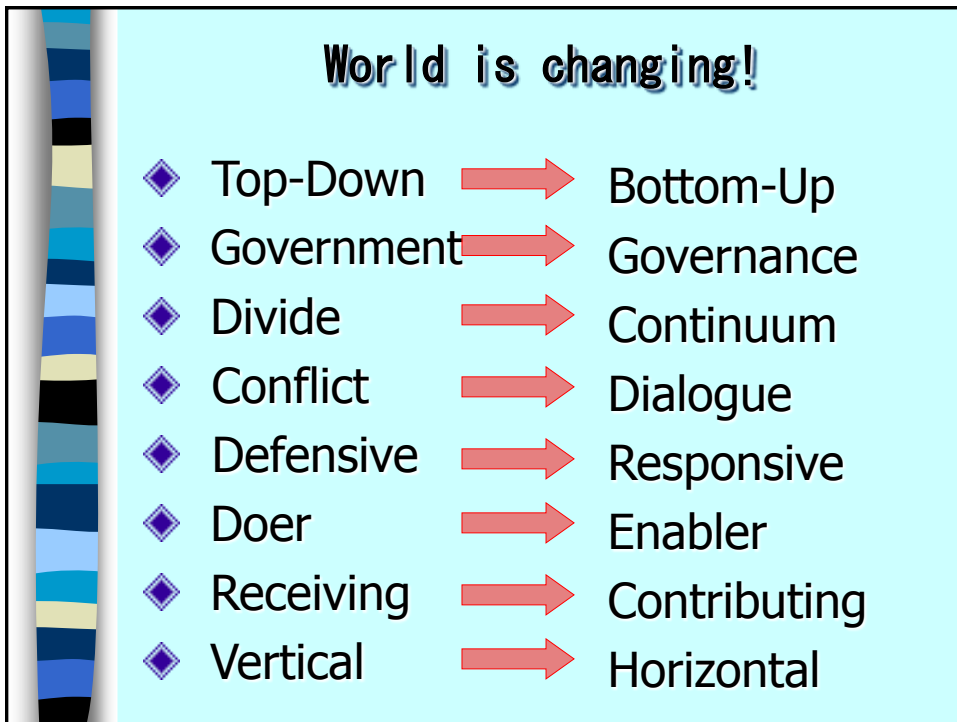 World is changing!
Top-Down Bottom-Up
Government Governance
Divide Continuum
Conflict Dialogue
Defensive Responsive
Doer Enabler
Receiving Contributing
Vertical Horizontal